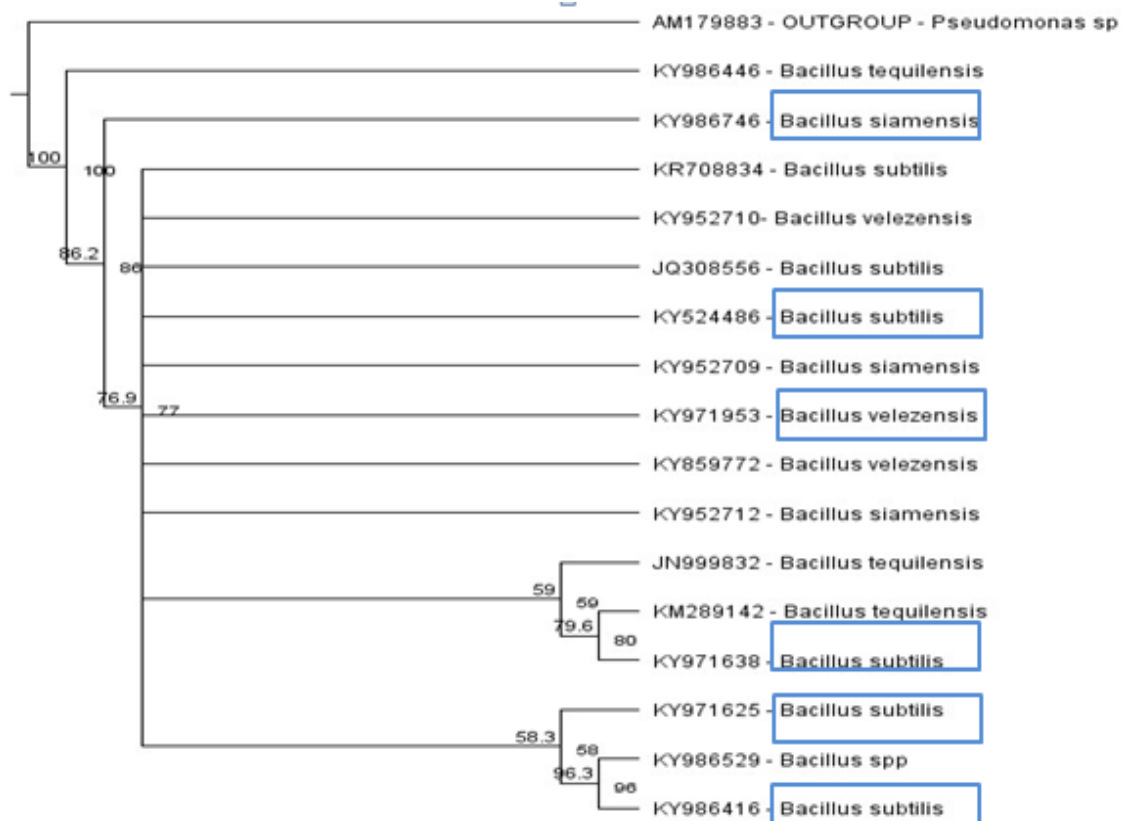 AM179883 - OUTGROUP - Pseudomonas sp
KY986446 - Bacillus tequilensis
KY986746 - Bacillus siamensis
100
100
KR708834 - Bacillus subtilis
KY952710- Bacillus velezensis
86.2
86
JQ308556 - Bacillus subtilis
KY524486 - Bacillus subtilis
KY952709 - Bacillus siamensis
76.9
77
KY971953 - Bacillus velezensis
KY859772 - Bacillus velezensis
KY952712 - Bacillus siamensis
JN999832 - Bacillus tequilensis
59
59
KM289142 - Bacillus tequilensis
79.6
80
KY971638 - Bacillus subtilis
KY971625 - Bacillus subtilis
58.3
58
KY986529 - Bacillus spp
96.3
96
KY986416 - Bacillus subtilis